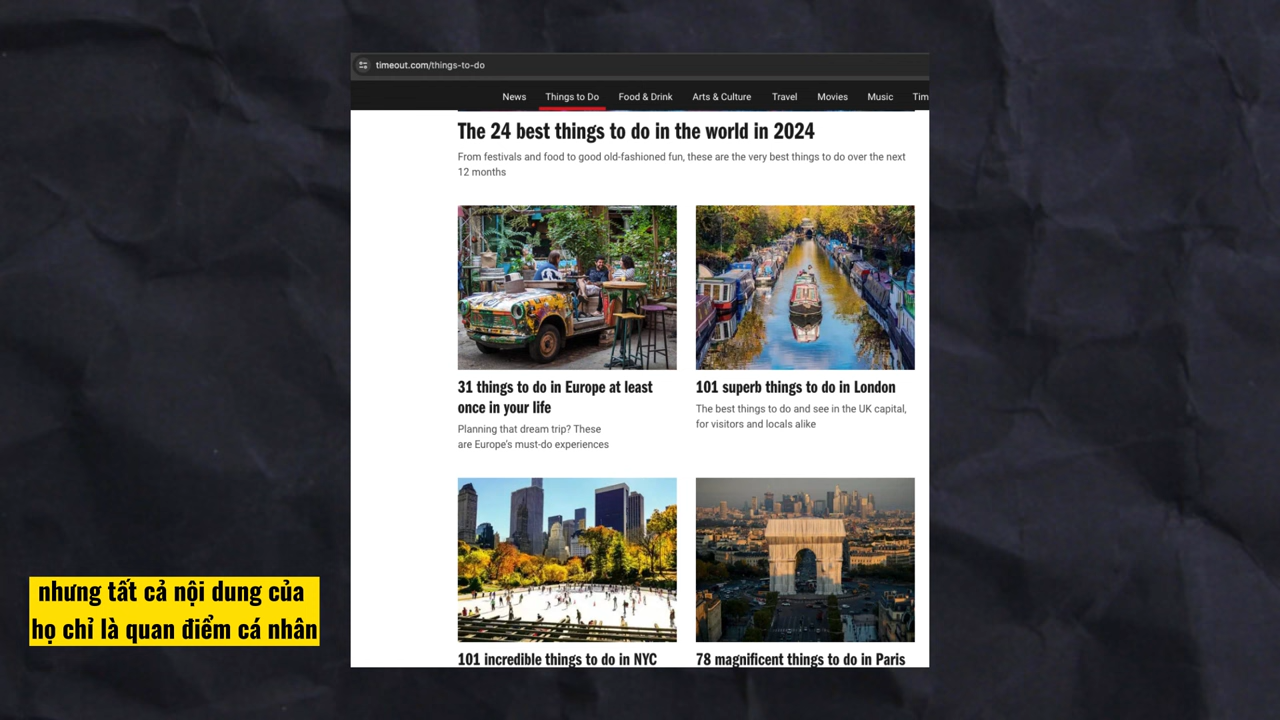 timeout.com/things-to-do
News Things to Do Food & Drink Arts & Culture Travel Movies Music Tim
The 24 best things to do in the world in 2024
From festivals and food to good old-fashioned fun, these are the very best things to do over the next
12 months
31 things to do in Europe at least
once in your life
Planning that dream trip? These
are Europe's must-do experiences
101 superb things to do in London
The best things to do and see in the UK capital,
for visitors and locals alike
101 incredible things to do in NYC
78 magnificent things to do in Paris
nhưng tất cả nội dung của
họ chỉ là quan điểm cá nhân